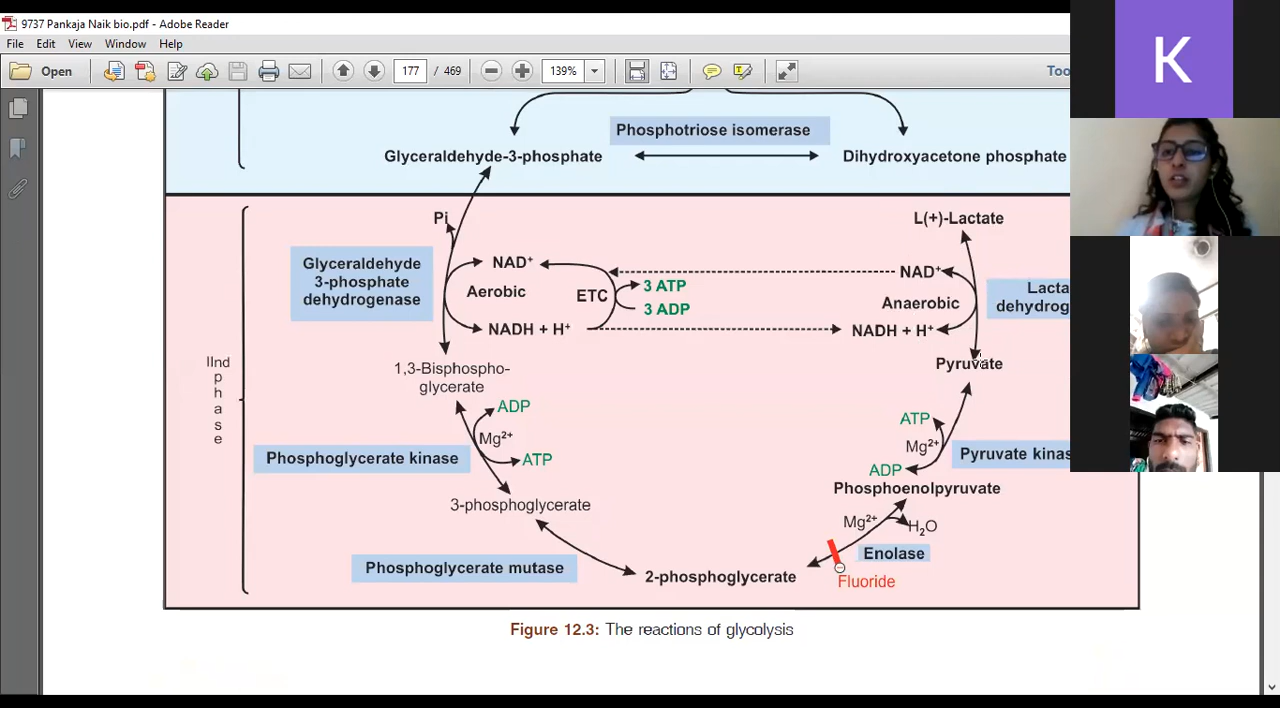 9737 Pankaja Naik bio.pdf - Adobe Reader
File Edit View Window Help
Open 177 / 469 139% Too
K
Phosphotriose isomerase
Glyceraldehyde-3-phosphate Dihydroxyacetone phosphate
Pi L(+)-Lactate
Glyceraldehyde
3-phosphate
dehydrogenase
NAD⁺ NAD⁺
Aerobic ETC 3 ATP Anaerobic
3 ADP
Lacta
dehydrog
NADH + H⁺ NADH + H⁺
IInd
p
h
a
s
e
1,3-Bisphospho-
glycerate
Pyruvate
ADP ATP
Mg²⁺ Mg²⁺
Phosphoglycerate kinase ATP Pyruvate kinas
ADP
3-phosphoglycerate Phosphoenolpyruvate
Mg²⁺ H₂O
Enolase
Phosphoglycerate mutase 2-phosphoglycerate Fluoride
Figure 12.3: The reactions of glycolysis